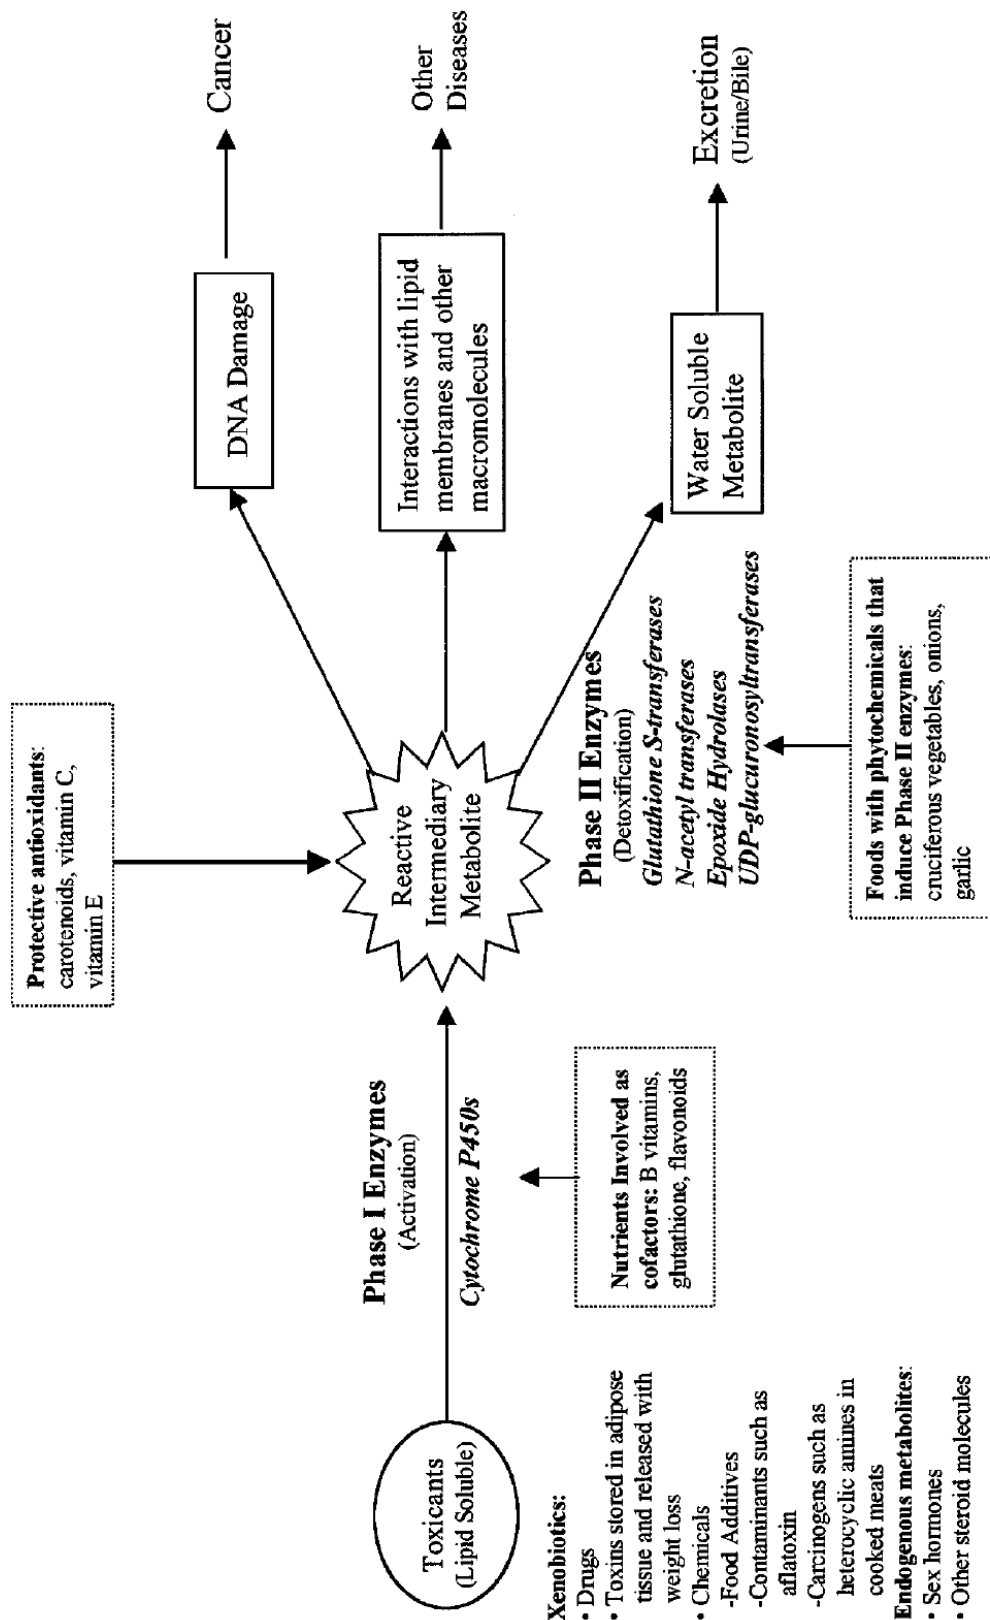 Toxicants
(Lipid Soluble)
Xenobiotics:
• Drugs
• Toxins stored in adipose
tissue and released with
weight loss
• Chemicals
-Food Additives
-Contaminants such as
aflatoxin
-Carcinogens such as
heterocyclic amines in
cooked meats
Endogenous metabolites:
• Sex hormones
• Other steroid molecules
Phase I Enzymes
(Activation)
Cytochrome P450s
Nutrients Involved as
cofactors: B vitamins,
glutathione, flavonoids
Protective antioxidants:
carotenoids, vitamin C,
vitamin E
Reactive
Intermediary
Metabolite
Phase II Enzymes
(Detoxification)
Glutathione S-transferases
N-acetyl transferases
Epoxide Hydrolases
UDP-glucuronosyltransferases
Foods with phytochemicals that
induce Phase II enzymes:
cruciferous vegetables, onions,
garlic
DNA Damage
Cancer
Interactions with lipid
membranes and other
macromolecules
Other
Diseases
Water Soluble
Metabolite
Excretion
(Urine/Bile)